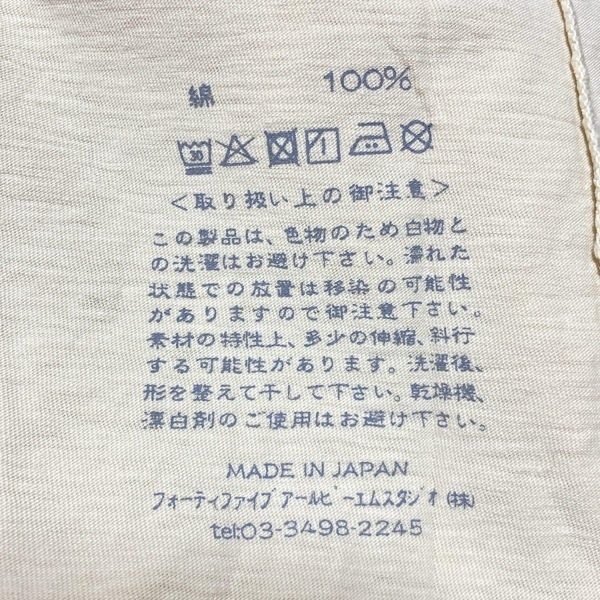 綿 100%
30
<取り扱い上の御注意>
この製品は、色物のため白物と
の洗濯はお避け下さい。濡れた
状態での放置は移染の可能性
がありますので御注意下さい。
素材の特性上、多少の伸縮、斜行
する可能性があります。洗濯後、
形を整えて干して下さい。乾燥機、
漂白剤のご使用はお避け下さい。
MADE IN JAPAN
フォーティファイブアールピーエムスタジオ(株)
tel:03-3498-2245